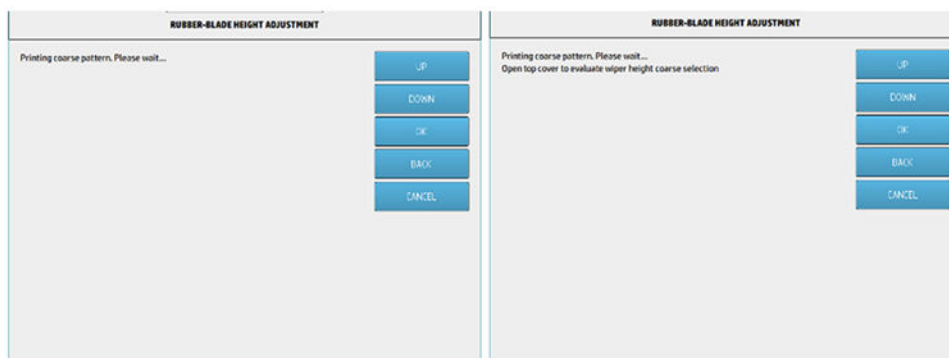 RUBBER-BLADE HEIGHT ADJUSTMENT
Printing coarse pattern. Please wait...
UP
DOWN
OK
BACK
CANCEL
RUBBER-BLADE HEIGHT ADJUSTMENT
Printing coarse pattern. Please wait...
Open top cover to evaluate wiper height coarse selection
UP
DOWN
OK
BACK
CANCEL